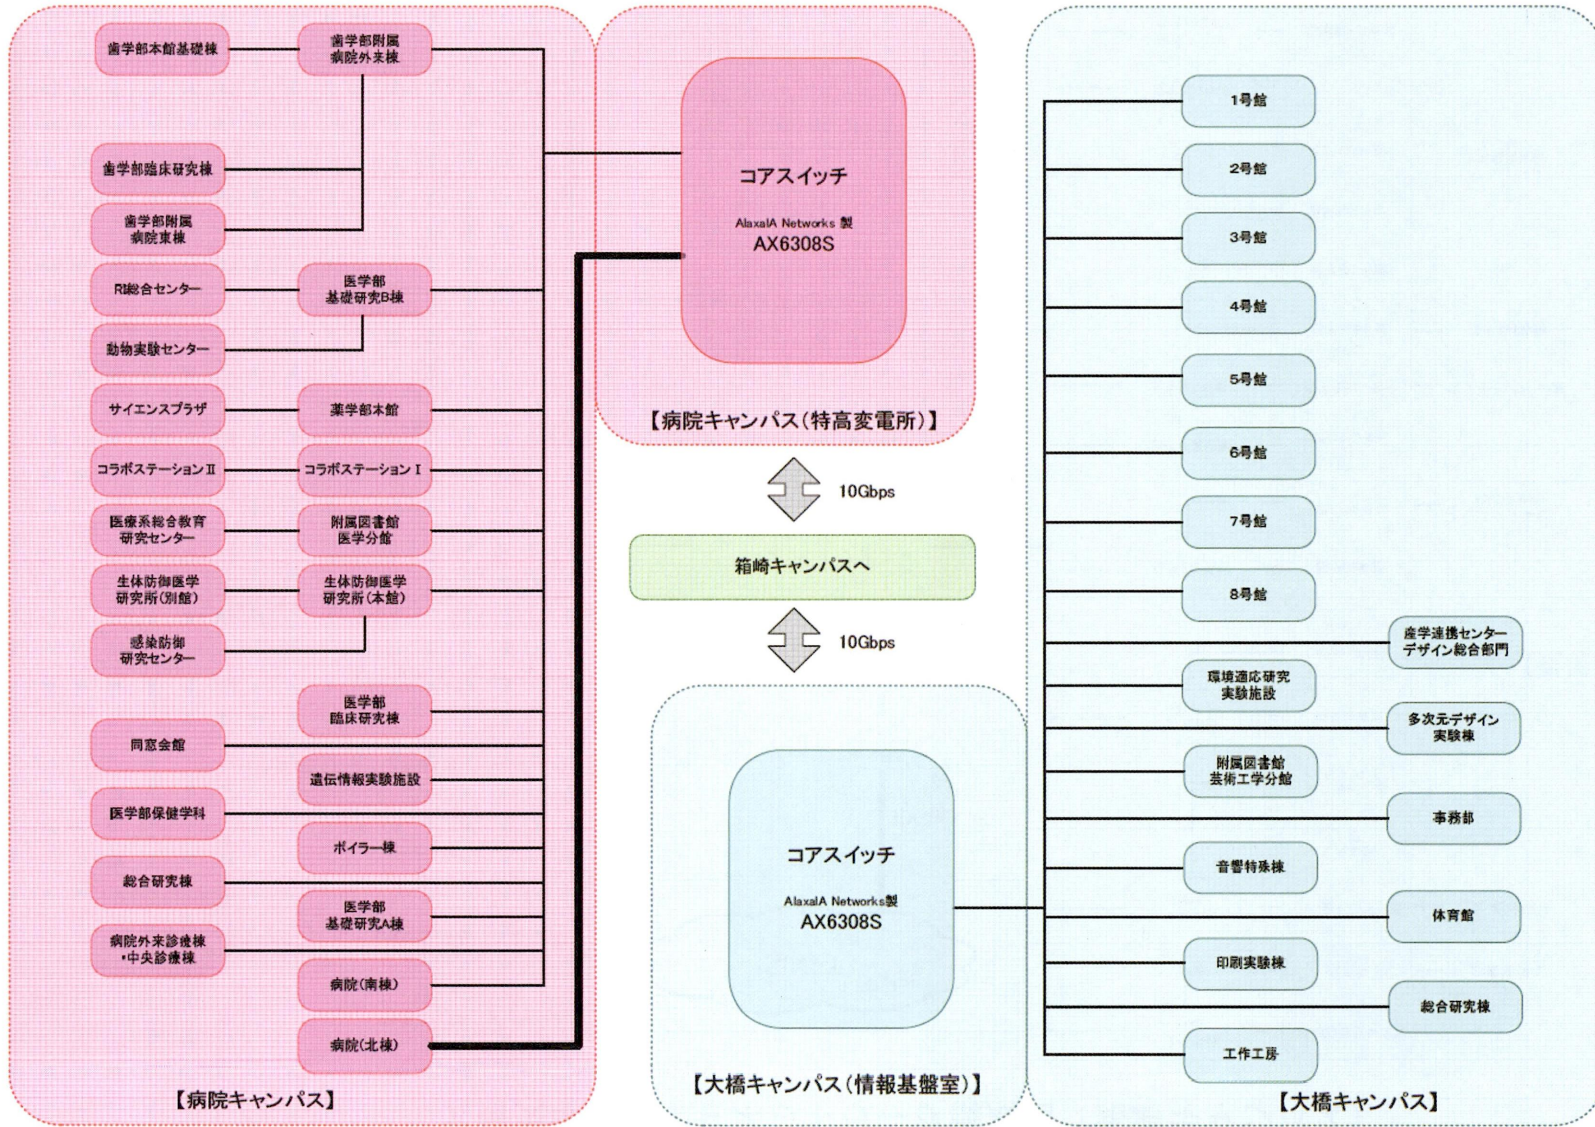 歯学部本館基礎棟
歯学部附属
病院外来棟
歯学部臨床研究棟
歯学部附属
病院東棟
RI総合センター
医学部
基礎研究B棟
動物実験センター
サイエンスプラザ
薬学部本館
コラボステーションⅡ
コラボステーションⅠ
医療系総合教育
研究センター
附属図書館
医学分館
生体防御医学
研究所(別館)
生体防御医学
研究所(本館)
感染防御
研究センター
医学部
臨床研究棟
同窓会館
遺伝情報実験施設
医学部保健学科
ボイラー棟
総合研究棟
医学部
基礎研究A棟
病院外来診療棟
・中央診療棟
病院(南棟)
病院(北棟)
【病院キャンパス】
コアスイッチ
AlaxalA Networks 製
AX6308S
【病院キャンパス(特高変電所)】
10Gbps
箱崎キャンパスへ
10Gbps
コアスイッチ
AlaxalA Networks製
AX6308S
【大橋キャンパス(情報基盤室)】
1号館
2号館
3号館
4号館
5号館
6号館
7号館
8号館
産学連携センター
デザイン総合部門
環境適応研究
実験施設
多次元デザイン
実験棟
附属図書館
芸術工学分館
事務部
音響特殊棟
体育館
印刷実験棟
総合研究棟
工作工房
【大橋キャンパス】